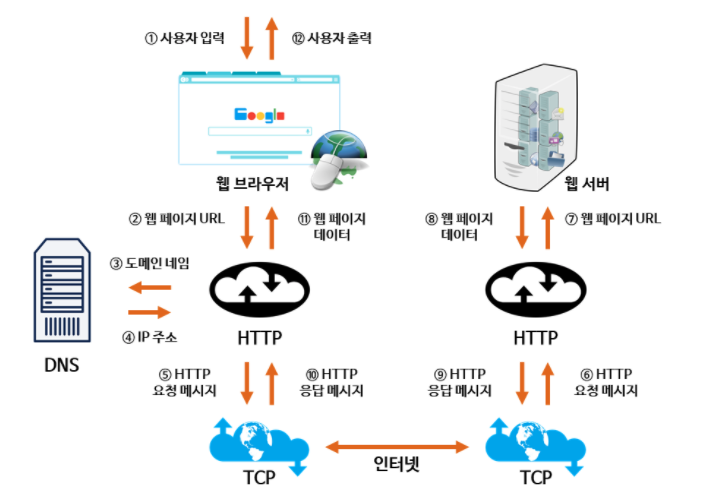 ① 사용자 입력
⑫ 사용자 출력
Google
웹 브라우저
웹 서버
② 웹 페이지 URL
⑪ 웹 페이지
데이터
⑧ 웹 페이지
데이터
⑦ 웹 페이지 URL
③ 도메인 네임
④ IP 주소
DNS
HTTP
HTTP
⑤ HTTP
요청 메시지
⑩ HTTP
응답 메시지
⑨ HTTP
응답 메시지
⑥ HTTP
요청 메시지
TCP
인터넷
TCP